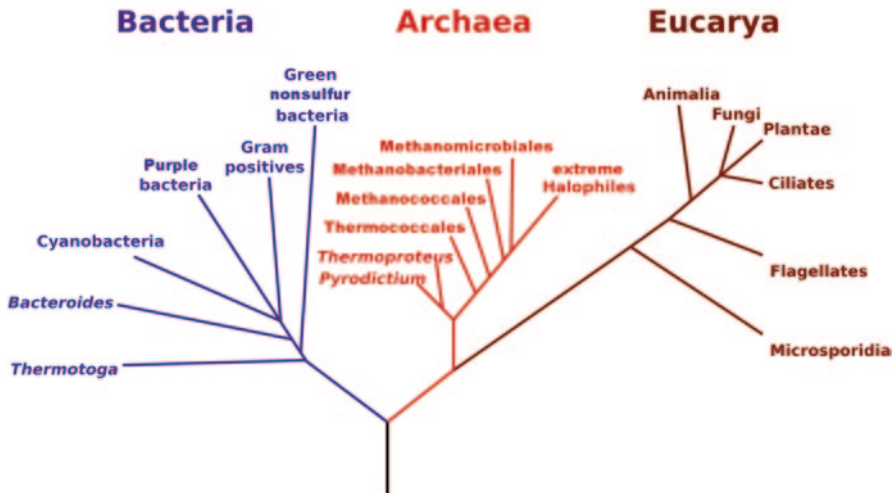 Bacteria
Archaea
Eucarya
Green
nonsulfur
bacteria
Gram
positives
Purple
bacteria
Cyanobacteria
Bacteroides
Thermotoga
Methanomicrobiales
Methanobacteriales
Methanococcales
Thermococcales
Thermoproteus
Pyrodictium
extreme
Halophiles
Animalia
Fungi
Plantae
Ciliates
Flagellates
Microsporidia